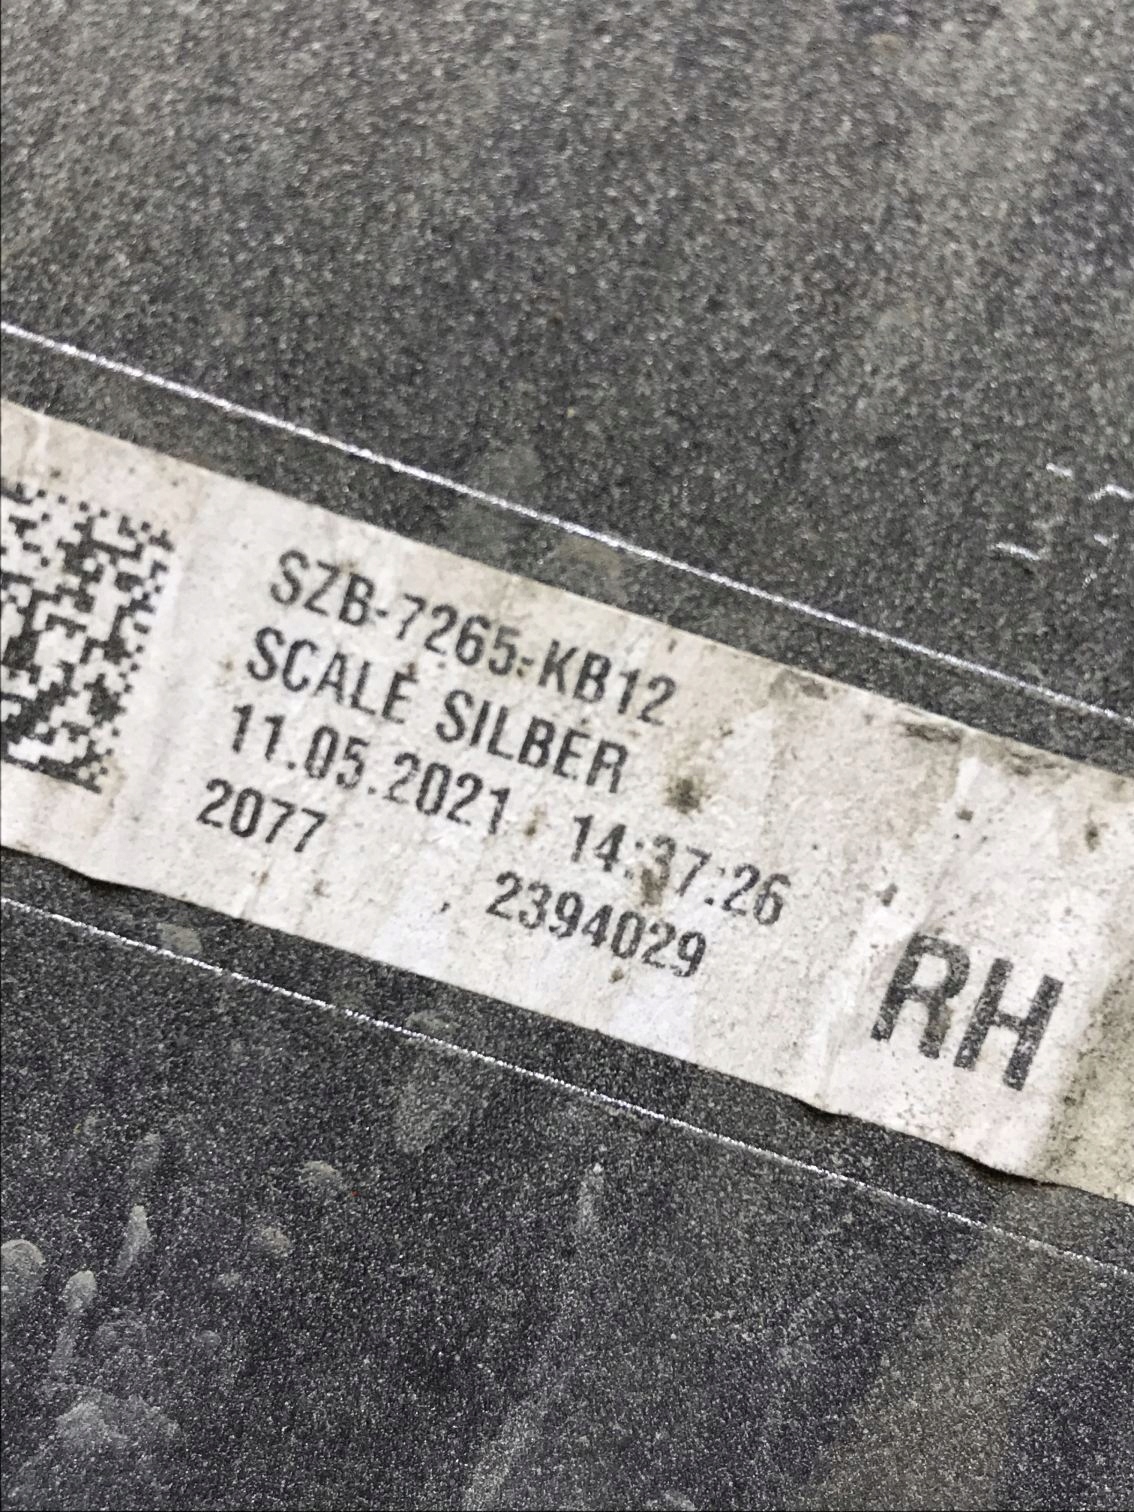 SZB-7265-KB12
SCALE SILBER
11.05.2021 14:37:26
2077 2394029
RH